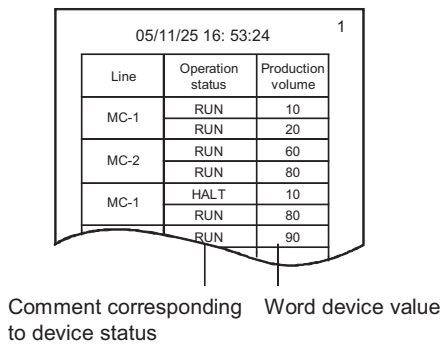 1
05/11/25 16: 53:24
Line Operation status Production volume
MC-1 RUN 10
RUN 20
MC-2 RUN 60
RUN 80
MC-1 HALT 10
RUN 80
RUN 90
Comment corresponding to device status
Word device value